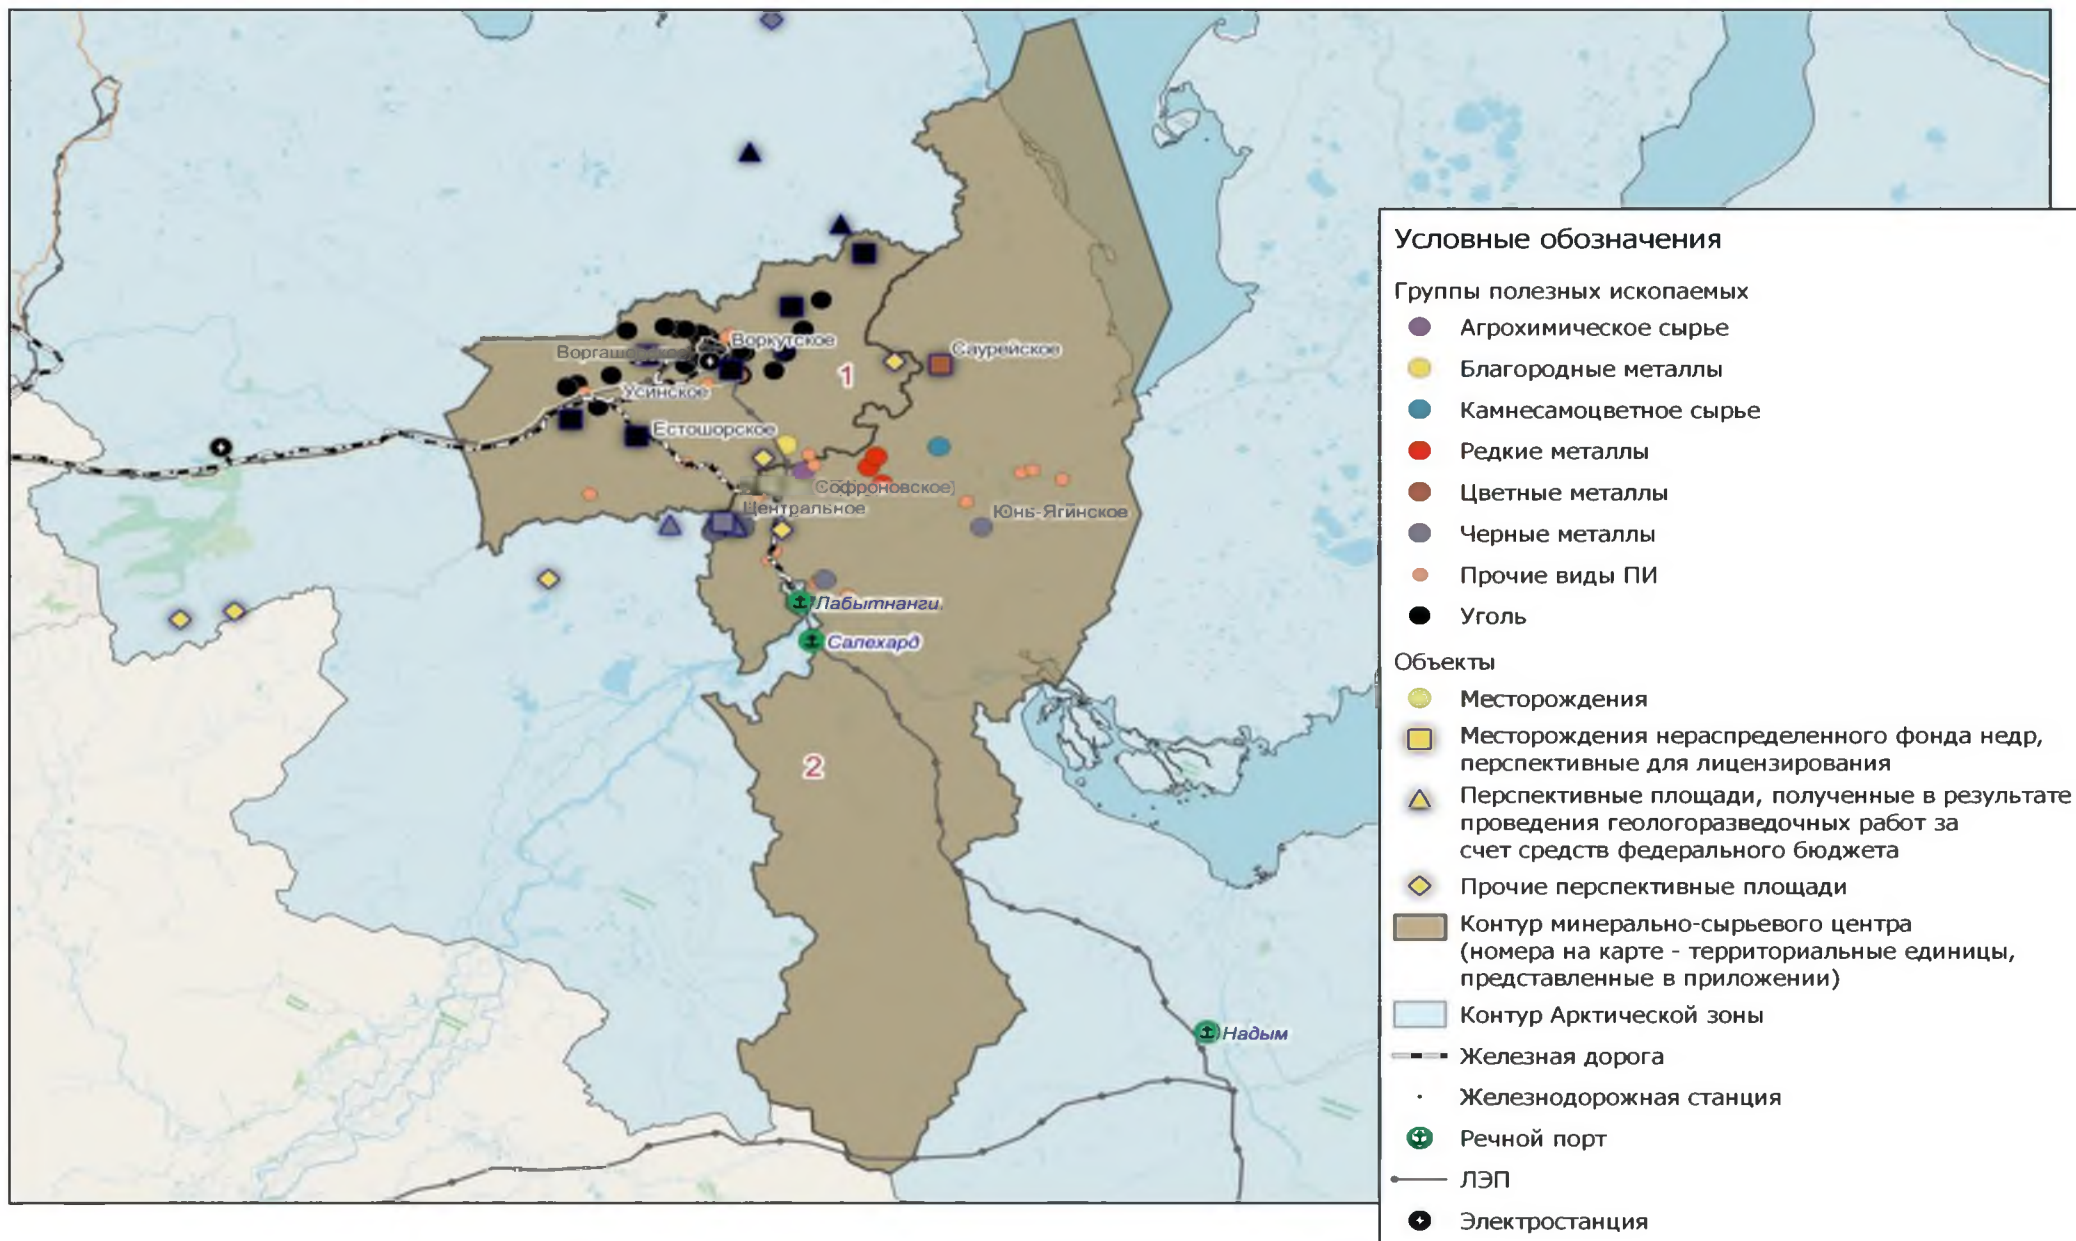 Воргашорское
Воркутское
1
Саурейское
Усинское
Естошорское
Софроновское
Центральное
Юнь-Ягинское
Лабытнанги
Салехард
2
Надым
Условные обозначения
Группы полезных ископаемых
Агрохимическое сырье
Благородные металлы
Камнесамоцветное сырье
Редкие металлы
Цветные металлы
Черные металлы
Прочие виды ПИ
Уголь
Объекты
Месторождения
Месторождения нераспределенного фонда недр,
перспективные для лицензирования
Перспективные площади, полученные в результате
проведения геологоразведочных работ за
счет средств федерального бюджета
Прочие перспективные площади
Контур минерально-сырьевого центра
(номера на карте - территориальные единицы,
представленные в приложении)
Контур Арктической зоны
Железная дорога
Железнодорожная станция
Речной порт
ЛЭП
Электростанция